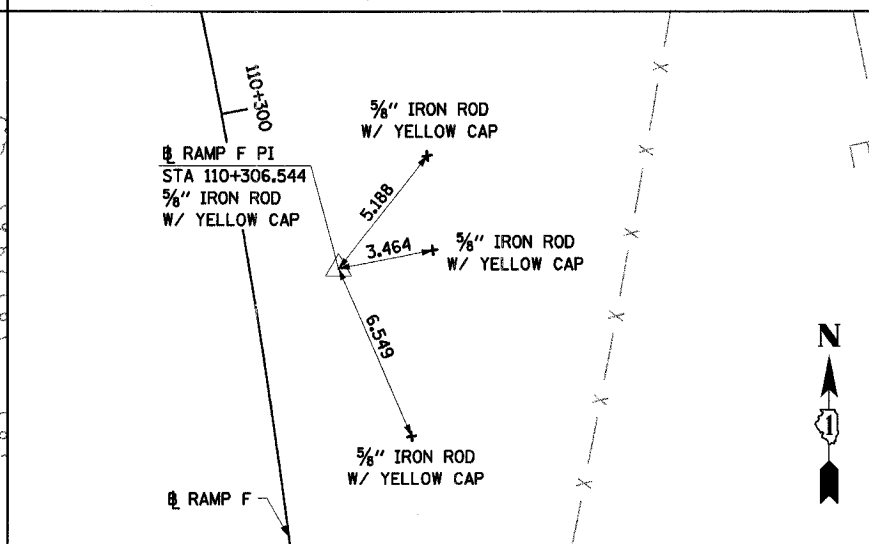 110+300
⅝" IRON ROD
W/ YELLOW CAP
℄ RAMP F PI
STA 110+306.544
⅝" IRON ROD
W/ YELLOW CAP
5.188
3.464
⅝" IRON ROD
W/ YELLOW CAP
6.549
⅝" IRON ROD
W/ YELLOW CAP
℄ RAMP F
N
1
X
X
X
X
X